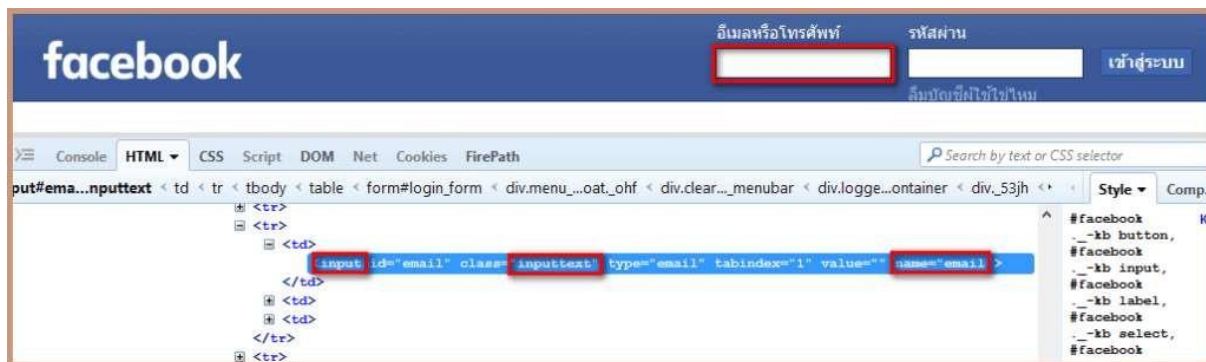 อีเมลหรือโทรศัพท์ รหัสผ่าน
facebook เข้าสู่ระบบ
ลืมบัญชีผู้ใช้ใช่ไหม
Console HTML CSS Script DOM Net Cookies FirePath Search by text or CSS selector
put#ema...nputtext < td < tr < tbody < table < form#login_form < div.menu_...oat._ohf < div.clear..._menubar < div.logge...ontainer < div._53jh < Style Comp.
<tr>
<tr>
<td>
<input id="email" class="inputtext" type="email" tabindex="1" value="" name="email">
</td>
<td>
<td>
</tr>
<tr>
#facebook
._-kb button,
#facebook
._-kb input,
#facebook
._-kb label,
#facebook
._-kb select,
#facebook